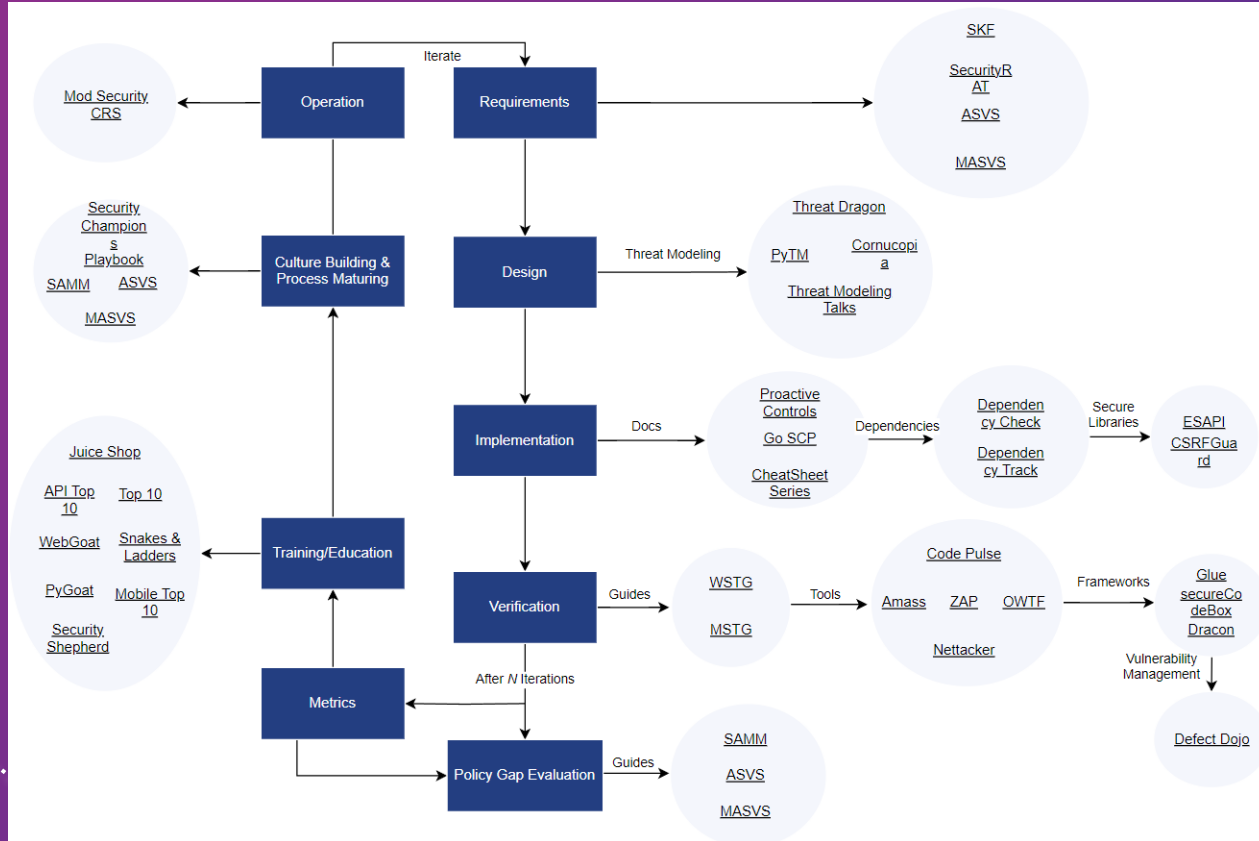 Iterate
Mod Security
CRS
Operation
Requirements
SKF
SecurityR
AT
ASVS
MASVS
Security
Champion
s
Playbook
SAMM ASVS
MASVS
Culture Building &
Process Maturing
Design
Threat Modeling
Threat Dragon
PyTM
Cornucopi
a
Threat Modeling
Talks
Implementation
Docs
Proactive
Controls
Go SCP
CheatSheet
Series
Dependencies
Dependen
cy Check
Dependen
cy Track
Secure
Libraries
ESAPI
CSRFGua
rd
Juice Shop
API Top
10
Top 10
WebGoat
Snakes &
Ladders
PyGoat
Mobile Top
10
Security
Shepherd
Training/Education
Verification
Guides
WSTG
MSTG
Tools
Code Pulse
Amass ZAP OWTF
Nettacker
Frameworks
Glue
secureCo
deBox
Dracon
Vulnerability
Management
Defect Dojo
After N Iterations
Metrics
Policy Gap Evaluation
Guides
SAMM
ASVS
MASVS